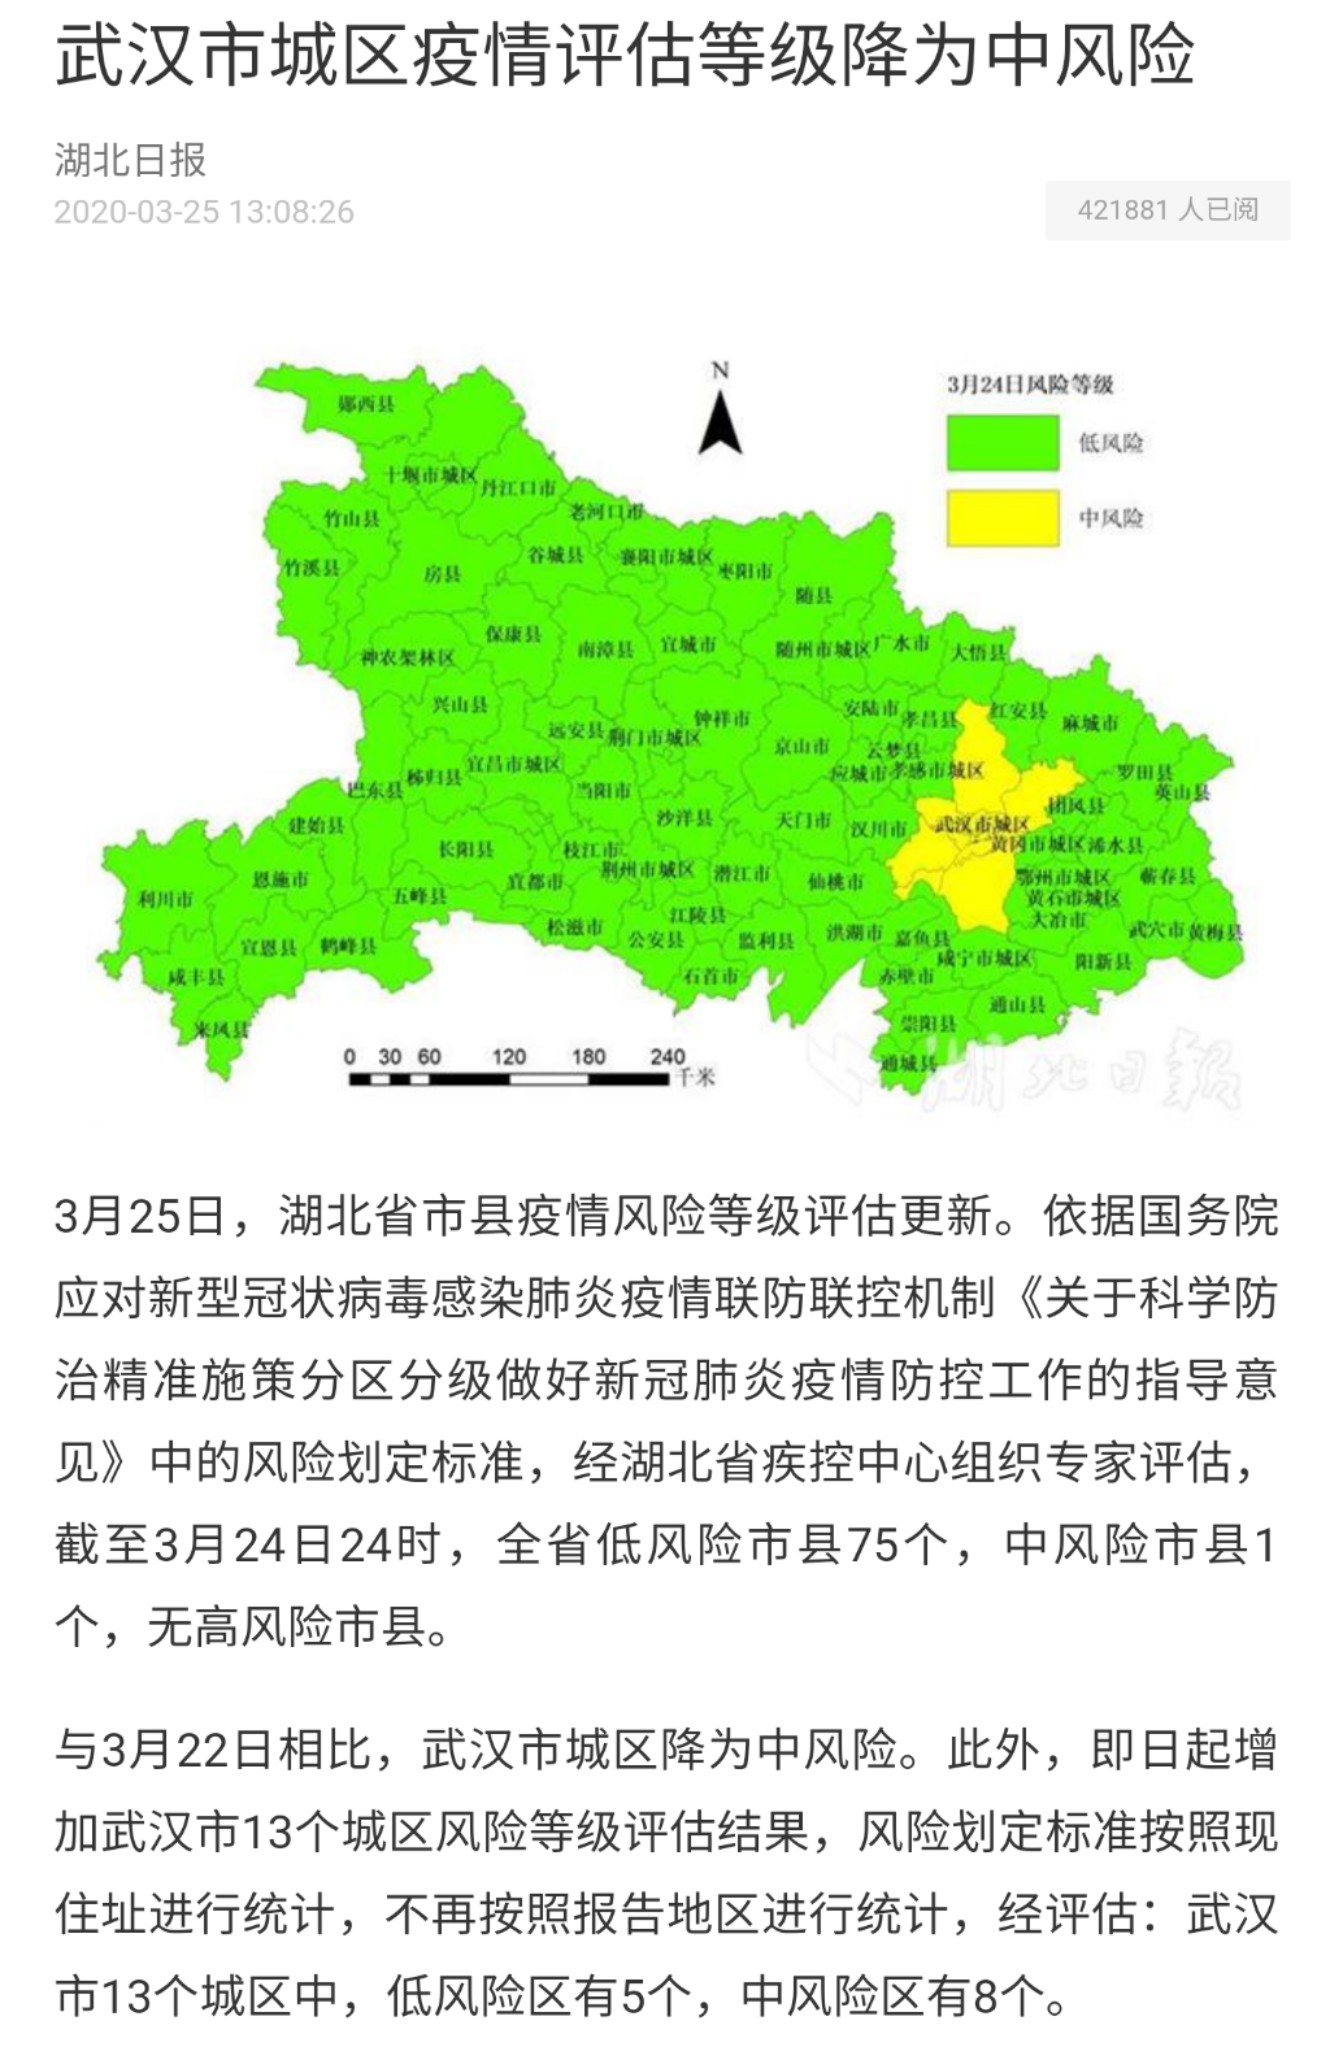 武汉市城区疫情评估等级降为中风险
湖北日报
2020-03-25 13:08:26
421881 人已阅
N
3月24日风险等级
低风险
中风险
郧西县
十堰市城区
丹江口市
老河口市
竹山县
竹溪县
房县
谷城县
襄阳市城区
枣阳市
随县
保康县
神农架林区
南漳县
宜城市
随州市城区
广水市
大悟县
兴山县
远安县
荆门市城区
钟祥市
安陆市
孝昌县
红安县
麻城市
京山市
云梦县
应城市
孝感市城区
宜昌市城区
秭归县
巴东县
当阳市
罗田县
英山县
团风县
建始县
沙洋县
天门市
汉川市
武汉市城区
黄冈市城区
浠水县
长阳县
枝江市
荆州市城区
潜江市
仙桃市
鄂州市城区
蕲春县
恩施市
宜都市
利川市
五峰县
黄石市城区
大冶市
江陵县
松滋市
公安县
监利县
洪湖市
嘉鱼县
武穴市
黄梅县
宣恩县
鹤峰县
咸宁市城区
阳新县
咸丰县
石首市
赤壁市
通山县
崇阳县
来凤县
通城县
0 30 60 120 180 240
千米
湖北日報
3月25日，湖北省市县疫情风险等级评估更新。依据国务院
应对新型冠状病毒感染肺炎疫情联防联控机制《关于科学防
治精准施策分区分级做好新冠肺炎疫情防控工作的指导意
见》中的风险划定标准，经湖北省疾控中心组织专家评估，
截至3月24日24时，全省低风险市县75个，中风险市县1
个，无高风险市县。
与3月22日相比，武汉市城区降为中风险。此外，即日起增
加武汉市13个城区风险等级评估结果，风险划定标准按照现
住址进行统计，不再按照报告地区进行统计，经评估：武汉
市13个城区中，低风险区有5个，中风险区有8个。